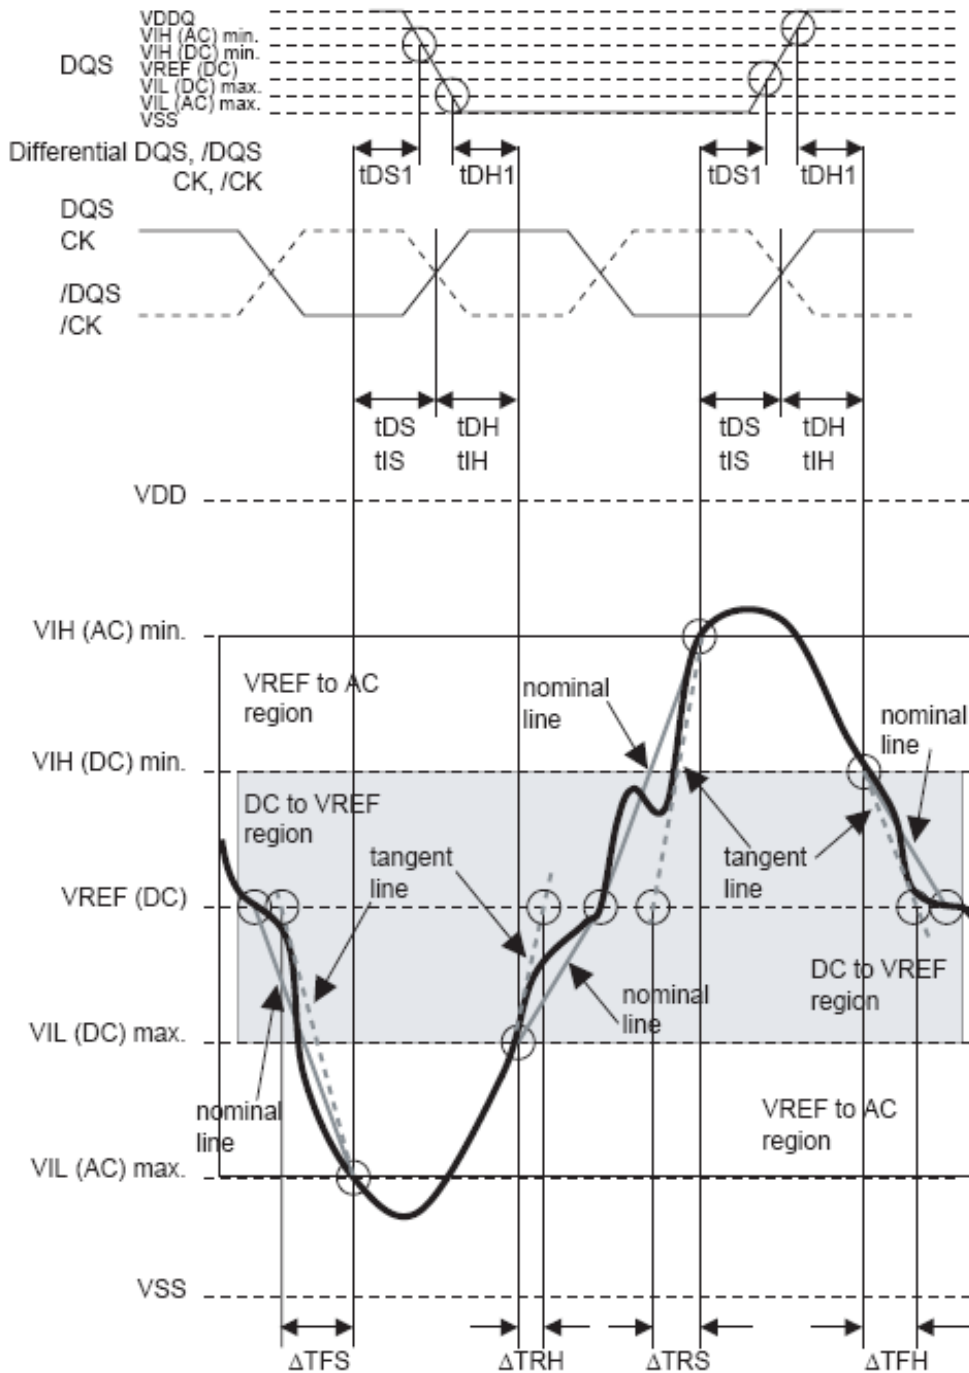 VDDQ
VIH (AC) min.
VIH (DC) min.
DQS
VREF (DC)
VIL (DC) max.
VIL (AC) max.
VSS
Differential DQS, /DQS
CK, /CK
tDS1
tDH1
tDS1
tDH1
DQS
CK
/DQS
/CK
tDS
tIS
tDH
tIH
tDS
tIS
tDH
tIH
VDD
VIH (AC) min.
VREF to AC
region
nominal
line
nominal
line
VIH (DC) min.
DC to VREF
region
tangent
line
tangent
line
VREF (DC)
nominal
line
DC to VREF
region
VIL (DC) max.
nominal
line
VREF to AC
region
VIL (AC) max.
VSS
ΔTFS
ΔTRH
ΔTRS
ΔTFH